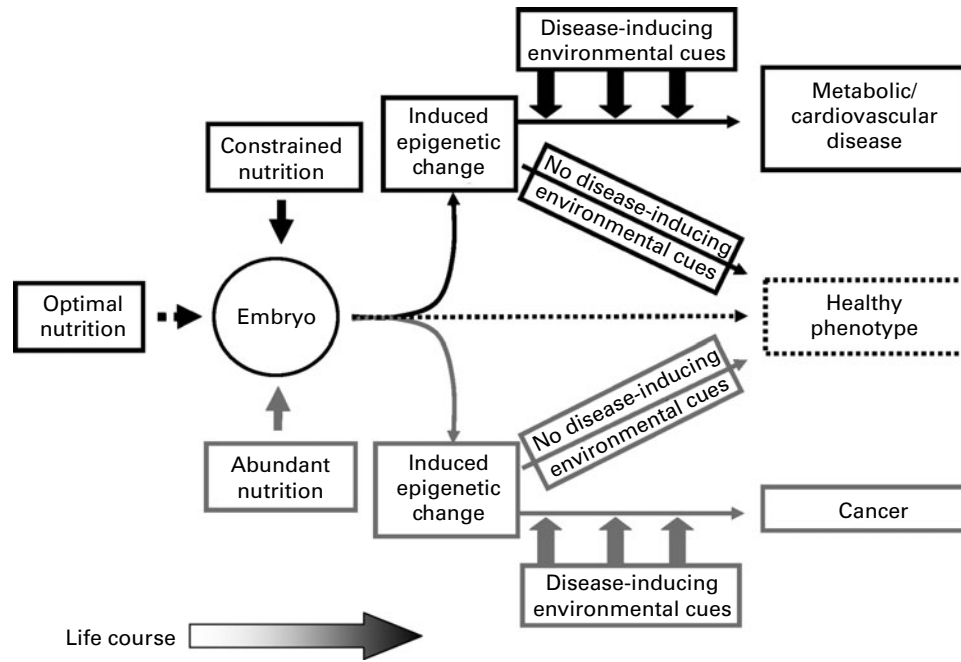 Disease-inducing
environmental cues
Metabolic/
cardiovascular
disease
Induced
epigenetic
change
Constrained
nutrition
No disease-inducing
environmental cues
Optimal
nutrition
Embryo
Healthy
phenotype
No disease-inducing
environmental cues
Abundant
nutrition
Induced
epigenetic
change
Cancer
Disease-inducing
environmental cues
Life course